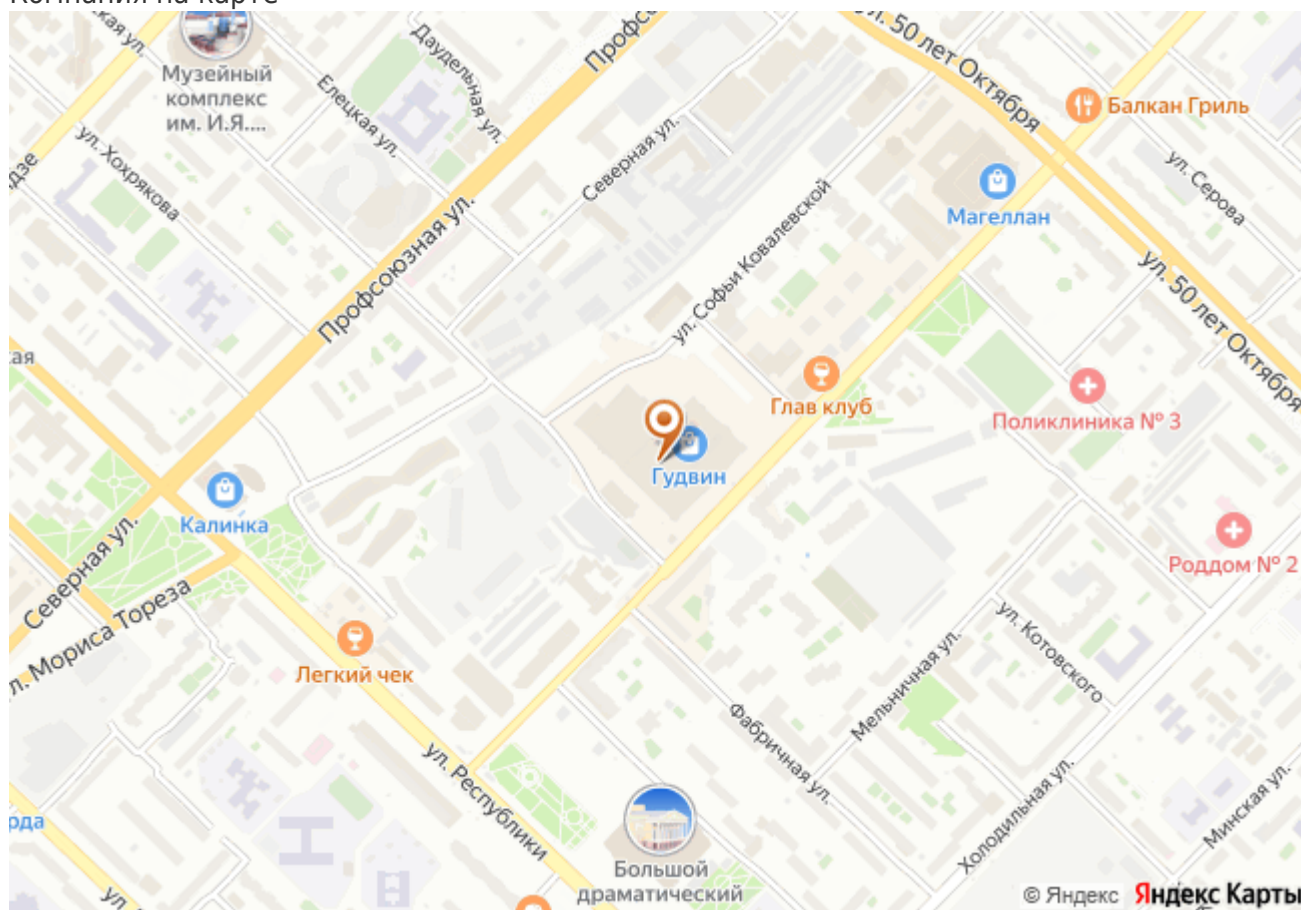 Компания на карте
Музейный
комплекс
им. И.Я....
Елецкая ул.
Даудельная ул.
ул. 50 лет Октября
Балкан Гриль
ул. Хохрякова
Северная ул.
ул. Серова
Магеллан
Профсоюзная ул.
ул. Софьи Ковалевской
ул. 50 лет Октября
Глав клуб
Поликлиника № 3
Гудвин
Калинка
Северная ул.
Роддом № 2
ул. Мориса Тореза
Легкий чек
ул. Котовского
Мельничная ул.
Фабричная ул.
ул. Республики
Холодильная ул.
Минская ул.
Большой
драматический
© Яндекс Яндекс Карты